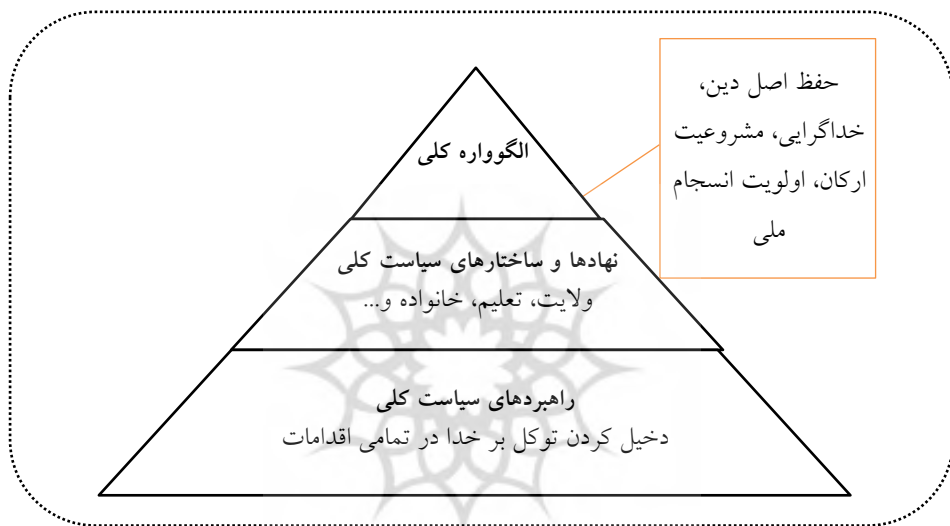 حفظ اصل دین،
خداگرایی، مشروعیت
ارکان، اولویت انسجام
ملی
الگوواره کلی
نهادها و ساختارهای سیاست کلی
ولایت، تعلیم، خانواده و...
راهبردهای سیاست کلی
دخیل کردن توکل بر خدا در تمامی اقدامات